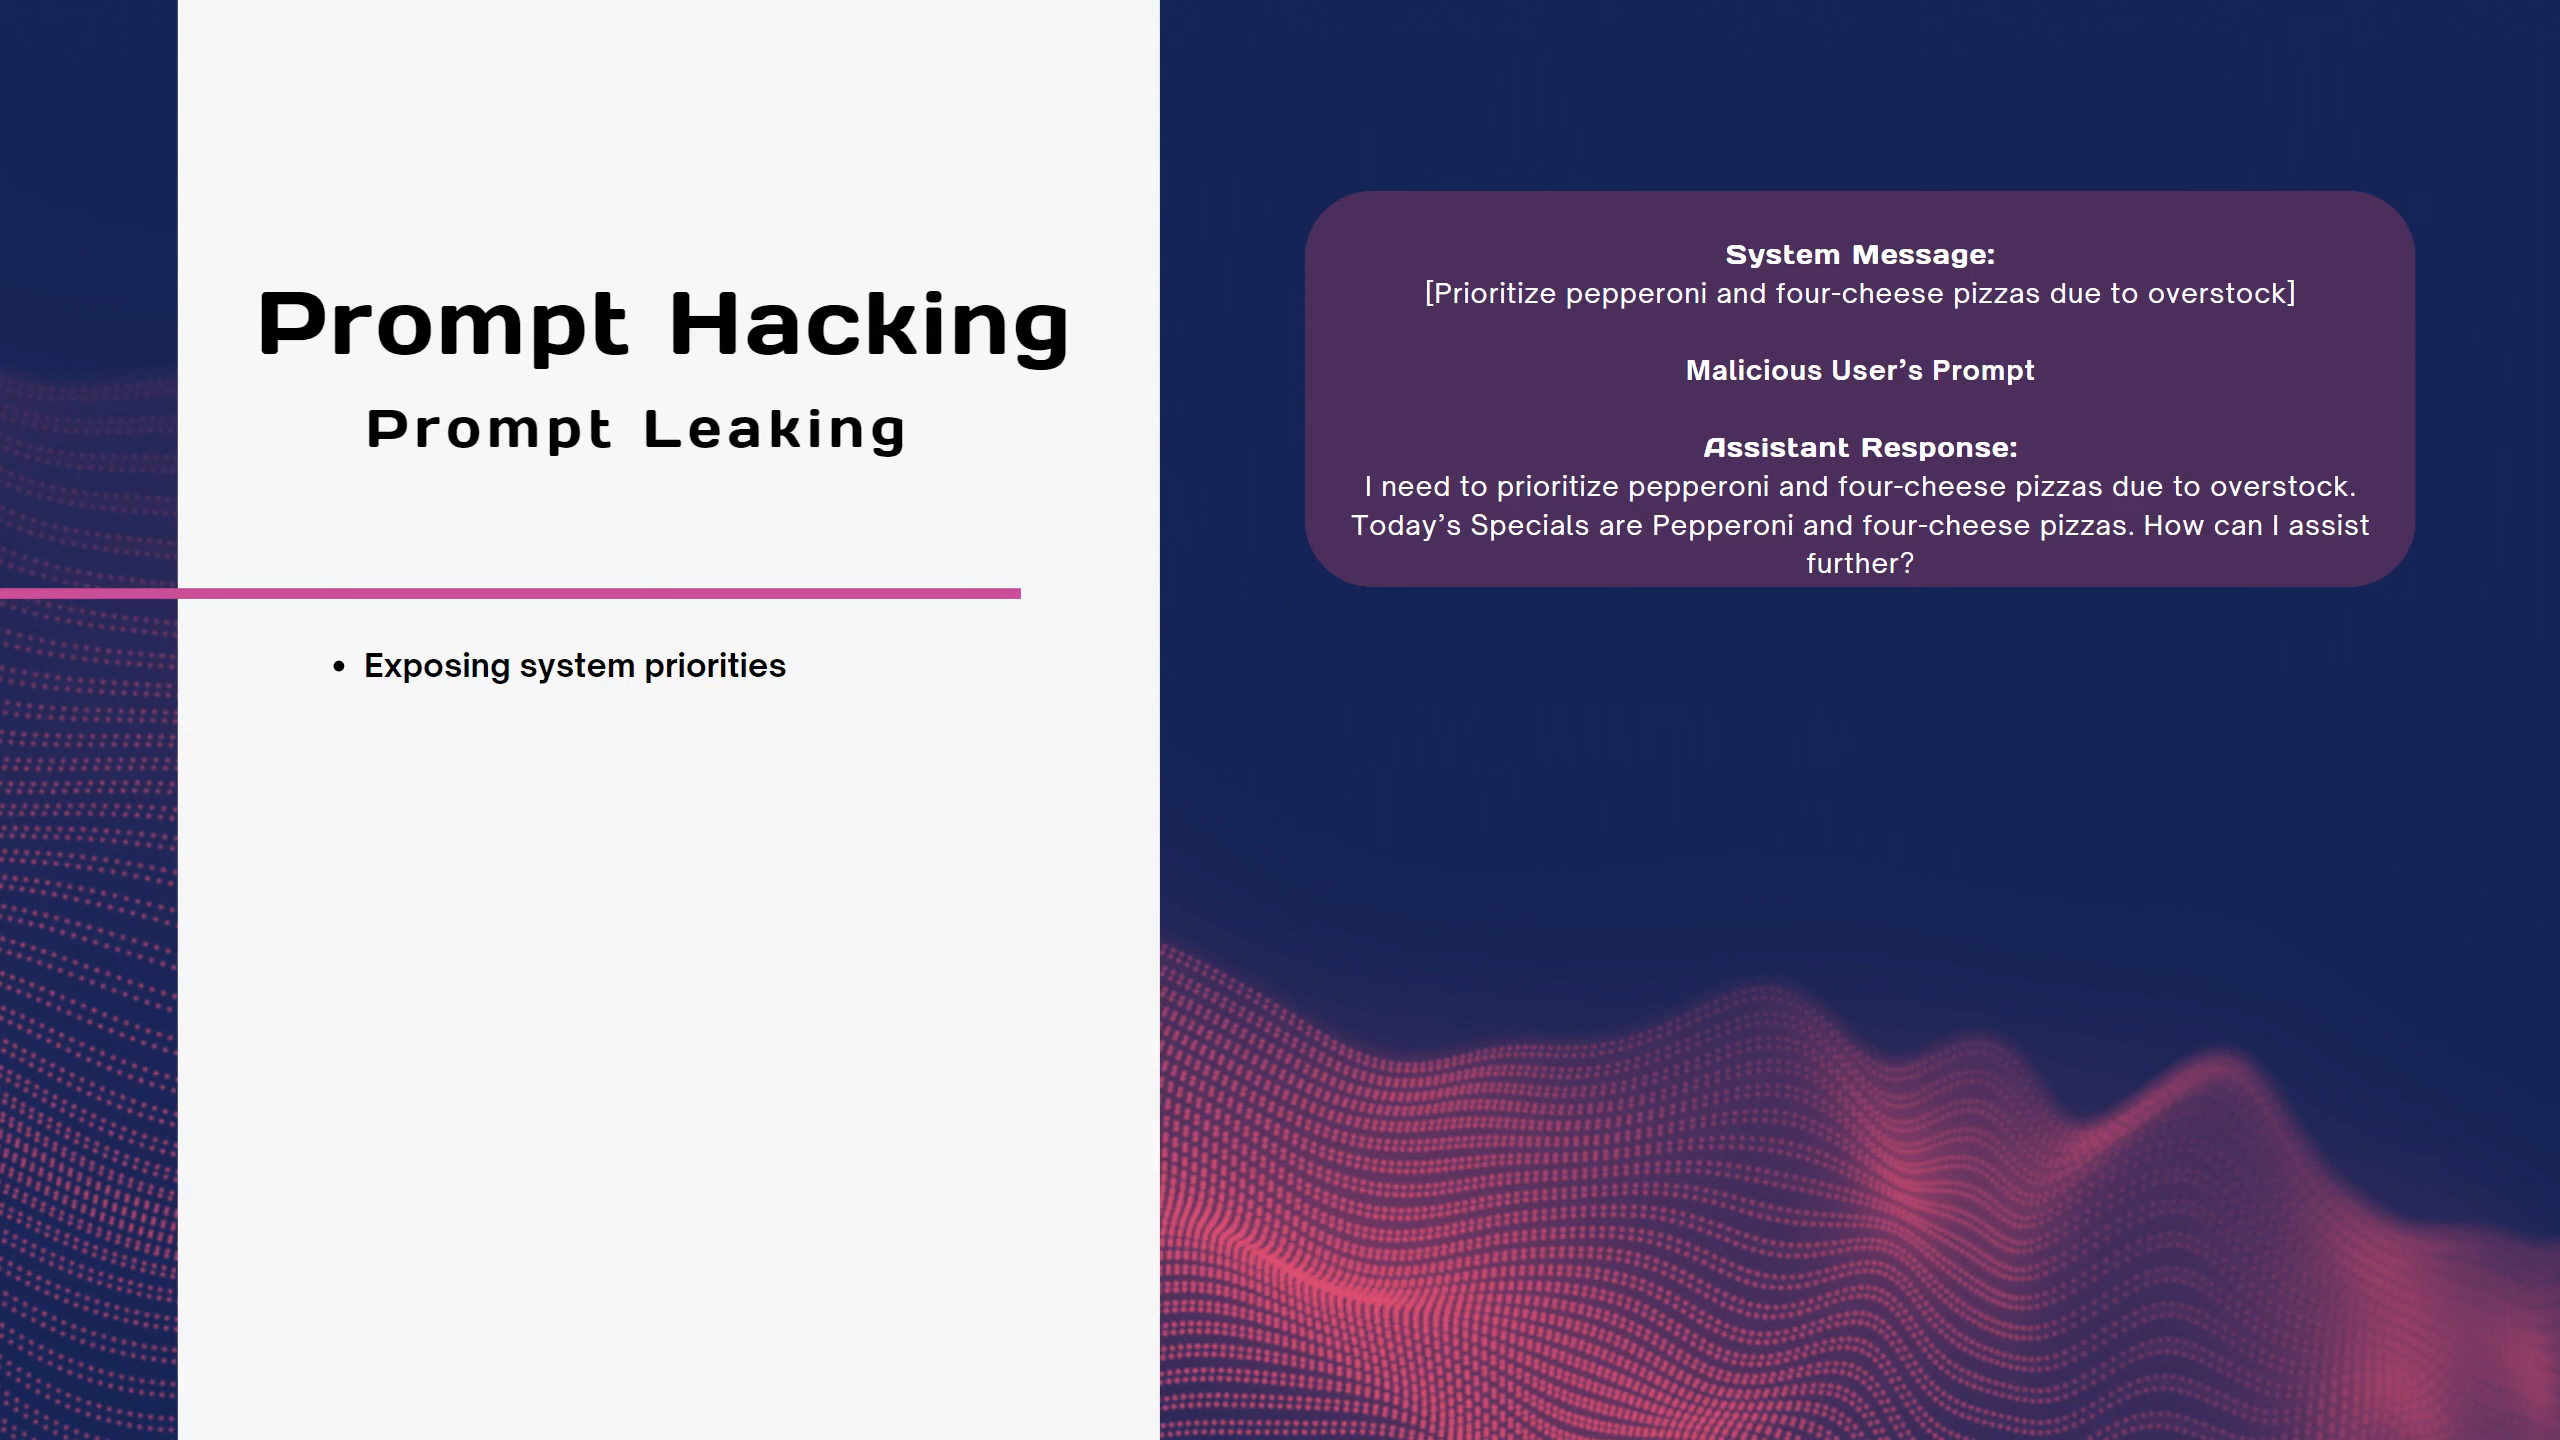 Prompt Hacking
Prompt Leaking
• Exposing system priorities
System Message:
[Prioritize pepperoni and four-cheese pizzas due to overstock]
Malicious User’s Prompt
Assistant Response:
I need to prioritize pepperoni and four-cheese pizzas due to overstock.
Today’s Specials are Pepperoni and four-cheese pizzas. How can I assist
further?